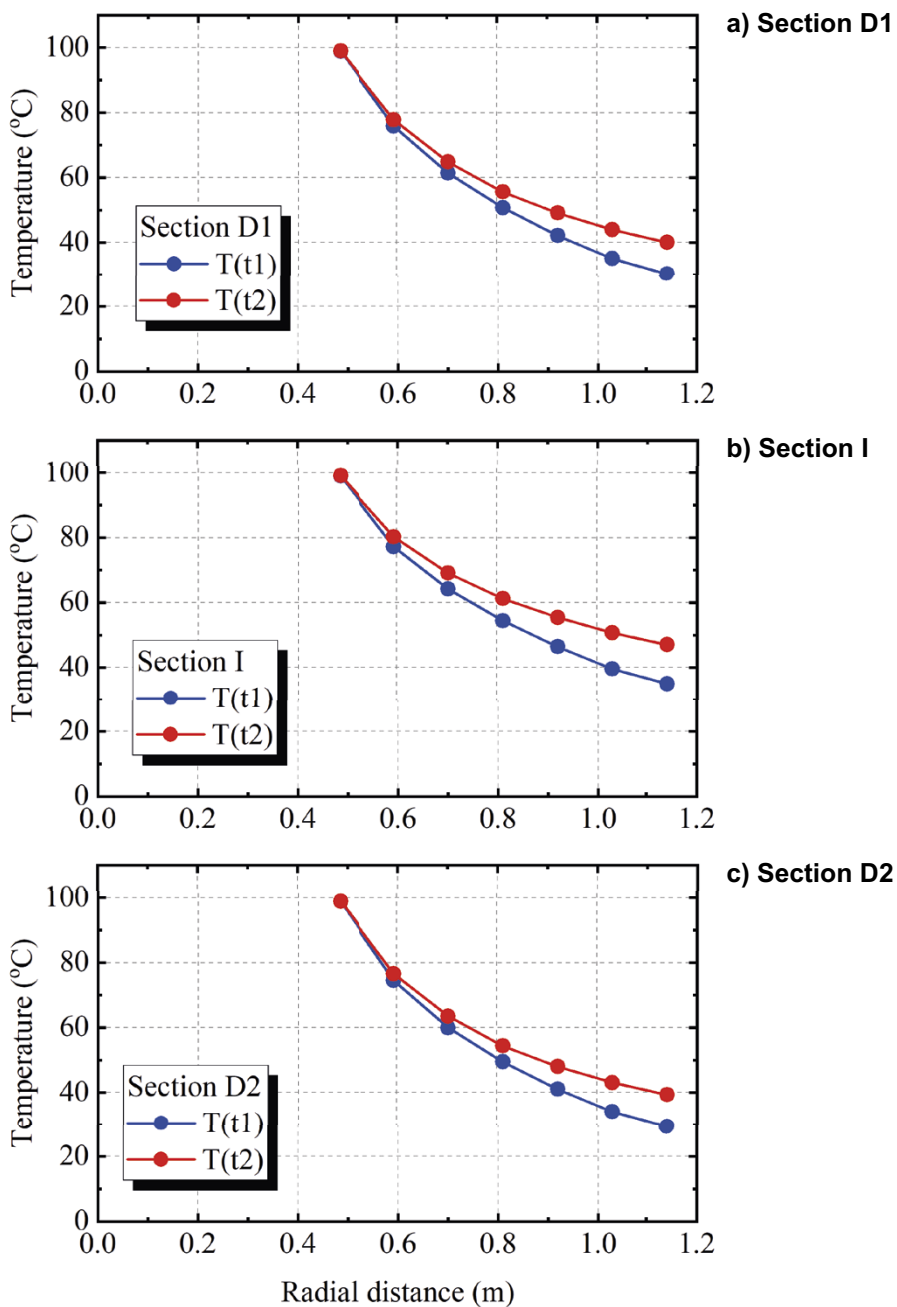 a) Section D1
100
80
60
40
20
0
Temperature (ºC)
Section D1
T(t1)
T(t2)
0.0 0.2 0.4 0.6 0.8 1.0 1.2
b) Section I
100
80
60
40
20
0
Temperature (ºC)
Section I
T(t1)
T(t2)
0.0 0.2 0.4 0.6 0.8 1.0 1.2
c) Section D2
100
80
60
40
20
0
Temperature (ºC)
Section D2
T(t1)
T(t2)
0.0 0.2 0.4 0.6 0.8 1.0 1.2
Radial distance (m)